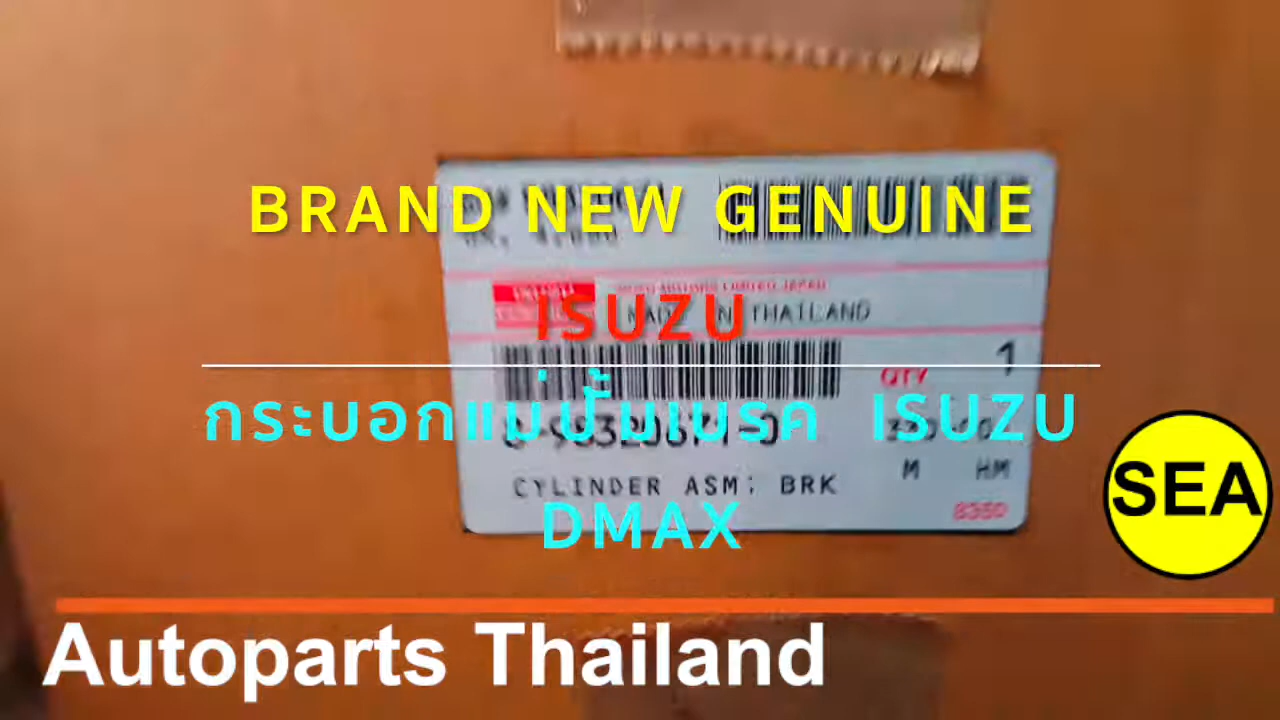 BRAND NEW GENUINE
ISUZU
MADE IN THAILAND
1
QTY
กระบอกแม่ปั้มเบรค ISUZU
M HM
CYLINDER ASM; BRK
8360
DMAX
SEA
Autoparts Thailand